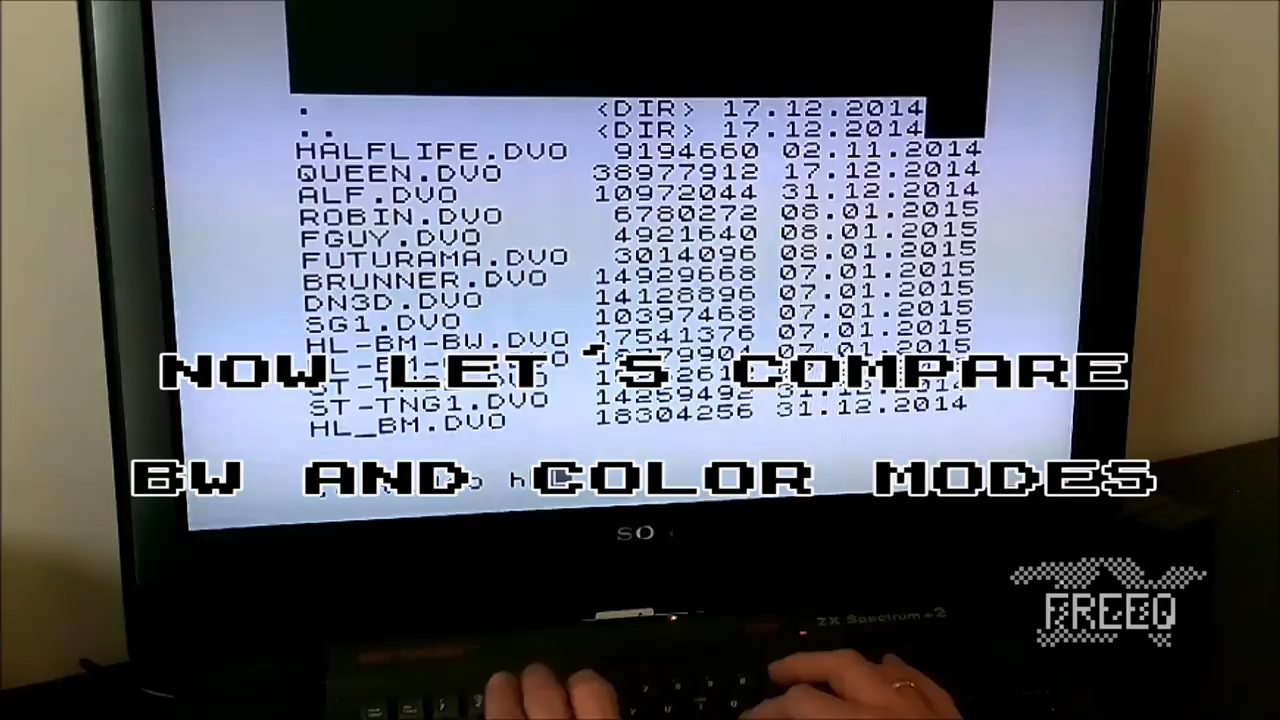 . <DIR> 17.12.2014
.. <DIR> 17.12.2014
HALFLIFE.DVO 9194660 02.11.2014
QUEEN.DVO 38977912 17.12.2014
ALF.DVO 10972044 31.12.2014
ROBIN.DVO 6780272 08.01.2015
FGUY.DVO 4921640 08.01.2015
FUTURAMA.DVO 3014096 08.01.2015
BRUNNER.DVO 14929668 07.01.2015
DN3D.DVO 14128896 07.01.2015
SG1.DVO 10397468 07.01.2015
HL-BM-BW.DVO 17541376 07.01.2015
NOW LET'S COMPARE
ST-TNG1.DVO 14259492 31.12.2014
HL_BM.DVO 18304256 31.12.2014
BW AND COLOR MODES
SO
FREEQ
ZX Spectrum +2